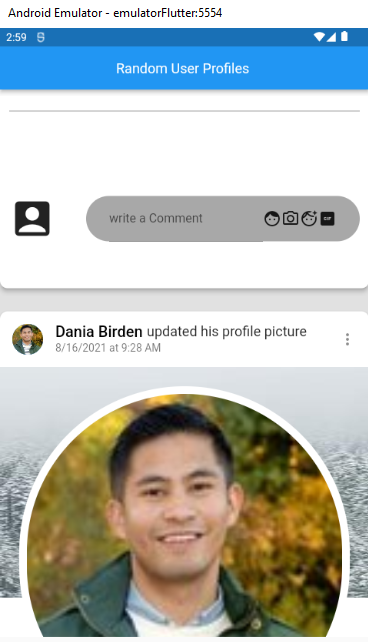 Android Emulator - emulatorFlutter:5554
2:59
Random User Profiles
write a Comment
GIF
Dania Birden updated his profile picture
8/16/2021 at 9:28 AM